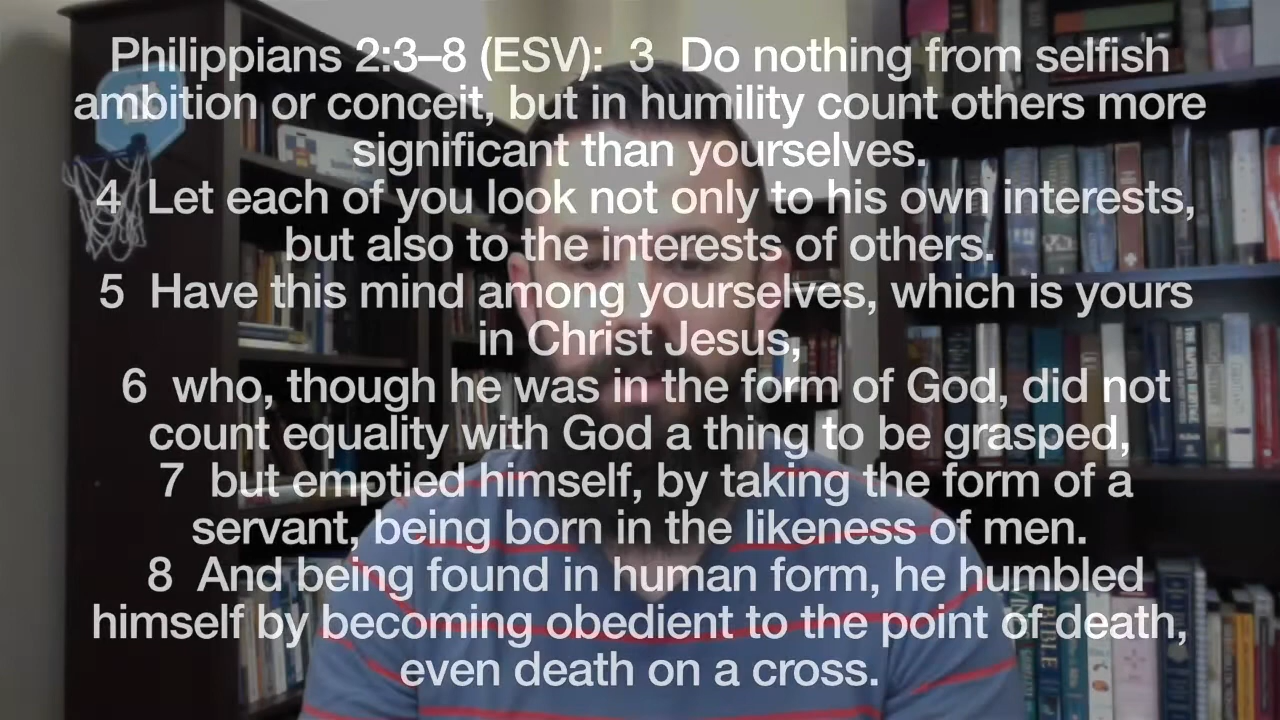 Philippians 2:3–8 (ESV):  3  Do nothing from selfish
ambition or conceit, but in humility count others more
significant than yourselves.
4  Let each of you look not only to his own interests,
but also to the interests of others.
5  Have this mind among yourselves, which is yours
in Christ Jesus,
6  who, though he was in the form of God, did not
count equality with God a thing to be grasped,
7  but emptied himself, by taking the form of a
servant, being born in the likeness of men.
8  And being found in human form, he humbled
himself by becoming obedient to the point of death,
even death on a cross.
BIBLE